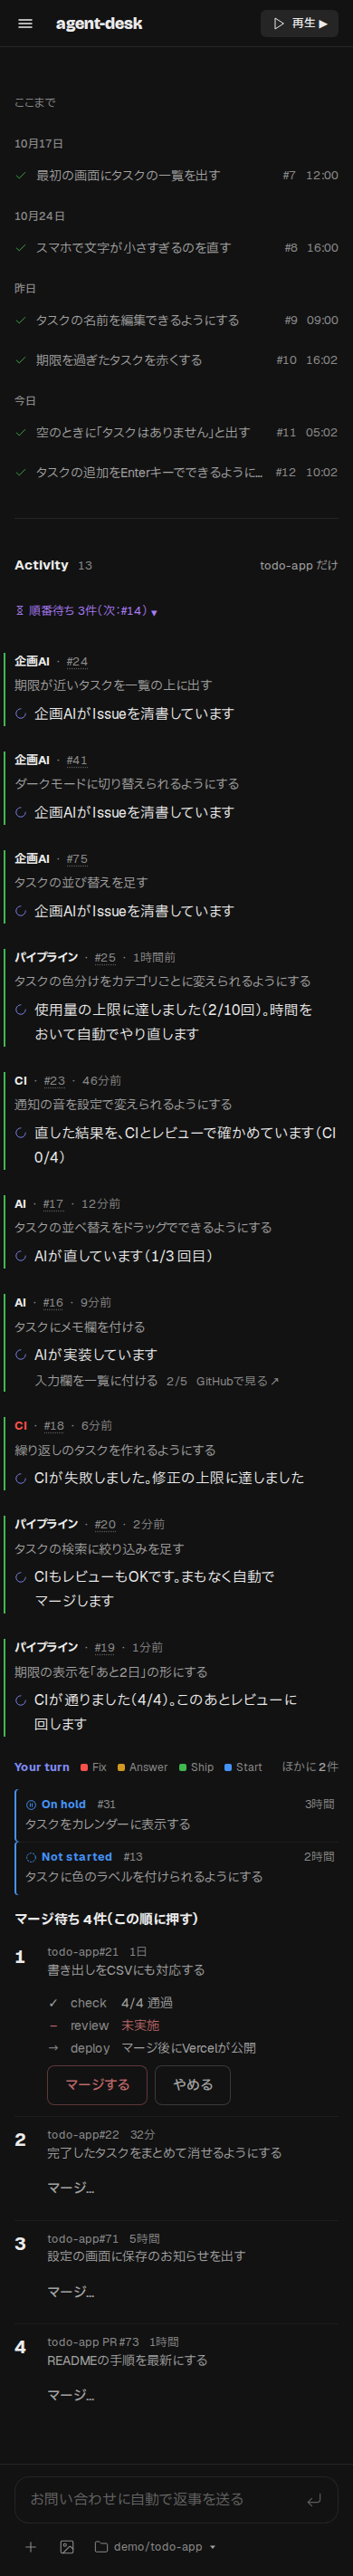 agent-desk
再生 ▶
ここまで
10月17日
✓ 最初の画面にタスクの一覧を出す #7 12:00
10月24日
✓ スマホで文字が小さすぎるのを直す #8 16:00
昨日
✓ タスクの名前を編集できるようにする #9 09:00
✓ 期限を過ぎたタスクを赤くする #10 16:02
今日
✓ 空のときに「タスクはありません」と出す #11 05:02
✓ タスクの追加をEnterキーでできるように… #12 10:02
Activity 13 todo-app だけ
順番待ち 3件（次：#14） ▼
企画AI · #24
期限が近いタスクを一覧の上に出す
企画AIがIssueを清書しています
企画AI · #41
ダークモードに切り替えられるようにする
企画AIがIssueを清書しています
企画AI · #75
タスクの並び替えを足す
企画AIがIssueを清書しています
パイプライン · #25 · 1時間前
タスクの色分けをカテゴリごとに変えられるようにする
使用量の上限に達しました（2/10回）。時間を
おいて自動でやり直します
CI · #23 · 46分前
通知の音を設定で変えられるようにする
直した結果を、CIとレビューで確かめています（CI
0/4）
AI · #17 · 12分前
タスクの並べ替えをドラッグでできるようにする
AIが直しています（1/3 回目）
AI · #16 · 9分前
タスクにメモ欄を付ける
AIが実装しています
入力欄を一覧に付ける 2/5 GitHubで見る ↗
CI · #18 · 6分前
繰り返しのタスクを作れるようにする
CIが失敗しました。修正の上限に達しました
パイプライン · #20 · 2分前
タスクの検索に絞り込みを足す
CIもレビューもOKです。まもなく自動で
マージします
パイプライン · #19 · 1分前
期限の表示を「あと2日」の形にする
CIが通りました（4/4）。このあとレビューに
回します
Your turn Fix Answer Ship Start ほかに 2 件
On hold #31 3時間
タスクをカレンダーに表示する
Not started #13 2時間
タスクに色のラベルを付けられるようにする
マージ待ち 4件（この順に押す）
1 todo-app#21 1日
書き出しをCSVにも対応する
✓ check 4/4 通過
– review 未実施
→ deploy マージ後にVercelが公開
マージする やめる
2 todo-app#22 32分
完了したタスクをまとめて消せるようにする
マージ…
3 todo-app#71 5時間
設定の画面に保存のお知らせを出す
マージ…
4 todo-app PR #73 1時間
READMEの手順を最新にする
マージ…
お問い合わせに自動で返事を送る
demo/todo-app